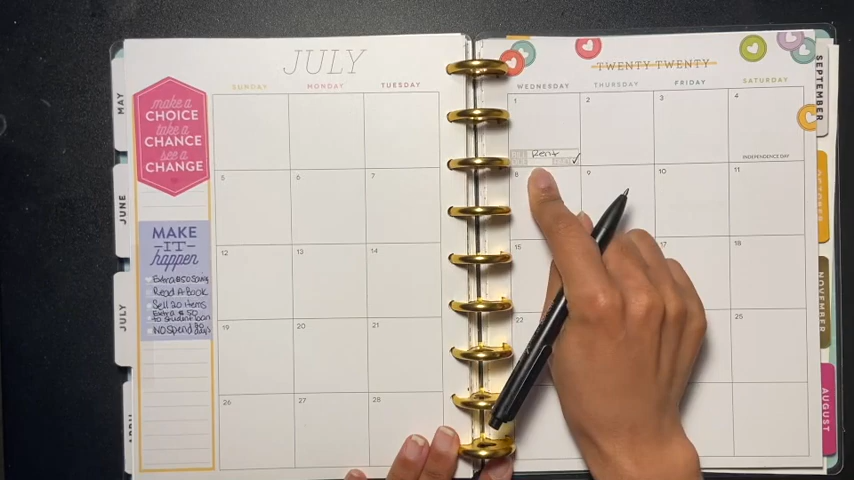 JULY
TWENTY TWENTY
SUNDAY MONDAY TUESDAY WEDNESDAY THURSDAY FRIDAY SATURDAY
make a
CHOICE
take a
CHANCE
see a
CHANGE
MAKE
-IT-
happen
Extra $50 Saving
Read A Book
Sell 20 Items
Extra $50
to Student loan
No Spend days
1 2 3 4
Rent
INDEPENDENCE DAY
5 6 7 8 9 10 11
12 13 14 15 17 18
19 20 21 22 25
26 27 28
MAY
JUNE
JULY
APRIL
SEPTEMBER
OCTOBER
NOVEMBER
AUGUST